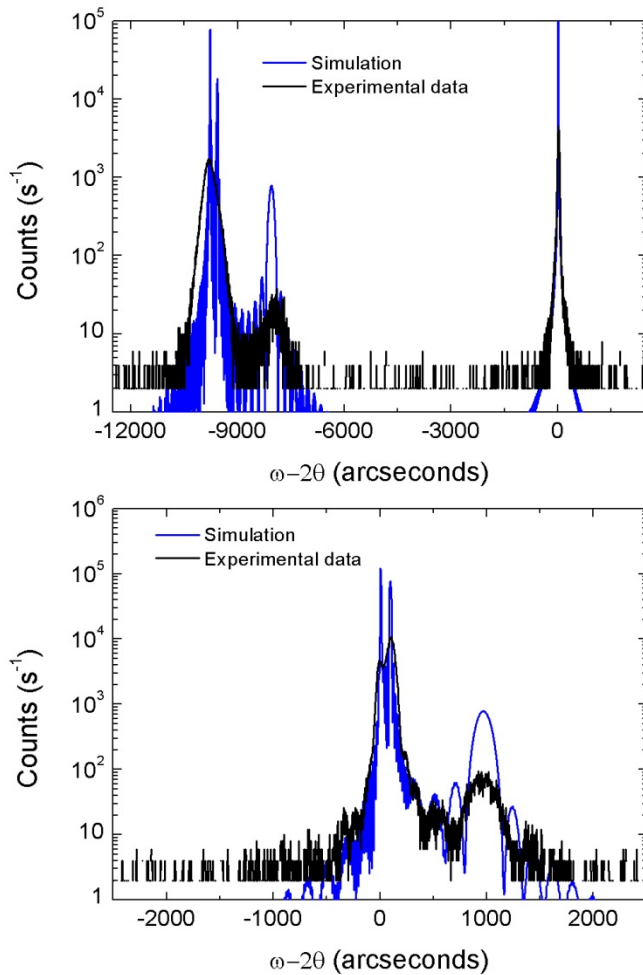 10^5
Simulation
Experimental data
10^4
10^3
10^2
10
1
Counts (s^-1)
-12000 -9000 -6000 -3000 0
ω−2θ (arcseconds)
10^6
Simulation
Experimental data
10^5
10^4
10^3
10^2
10
1
Counts (s^-1)
-2000 -1000 0 1000 2000
ω−2θ (arcseconds)